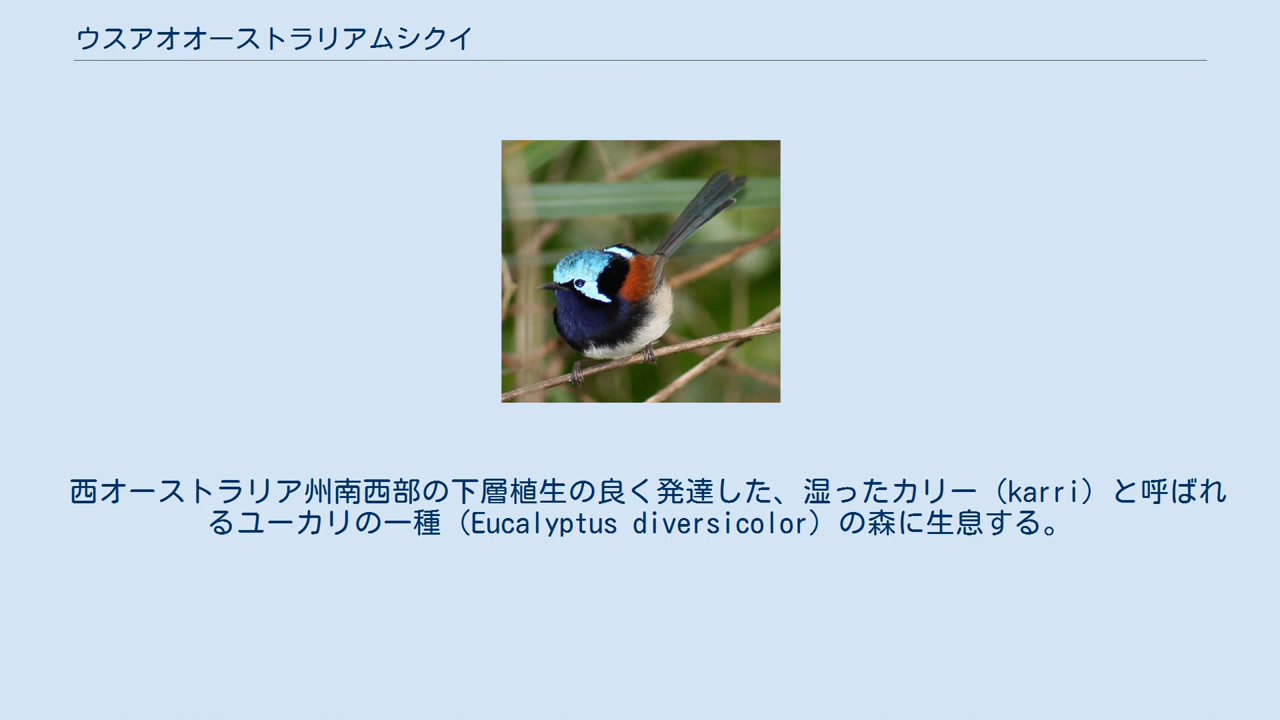 ウスアオオーストラリアムシクイ
西オーストラリア州南西部の下層植生の良く発達した、湿ったカリー（karri）と呼ばれ
るユーカリの一種（Eucalyptus diversicolor）の森に生息する。